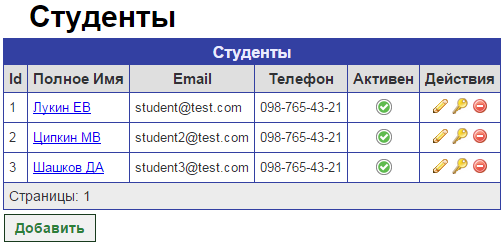 Студенты
Студенты
Id Полное Имя Email Телефон Активен Действия
1 Лукин ЕВ student@test.com 098-765-43-21
2 Ципкин МВ student2@test.com 098-765-43-21
3 Шашков ДА student3@test.com 098-765-43-21
Страницы: 1
Добавить